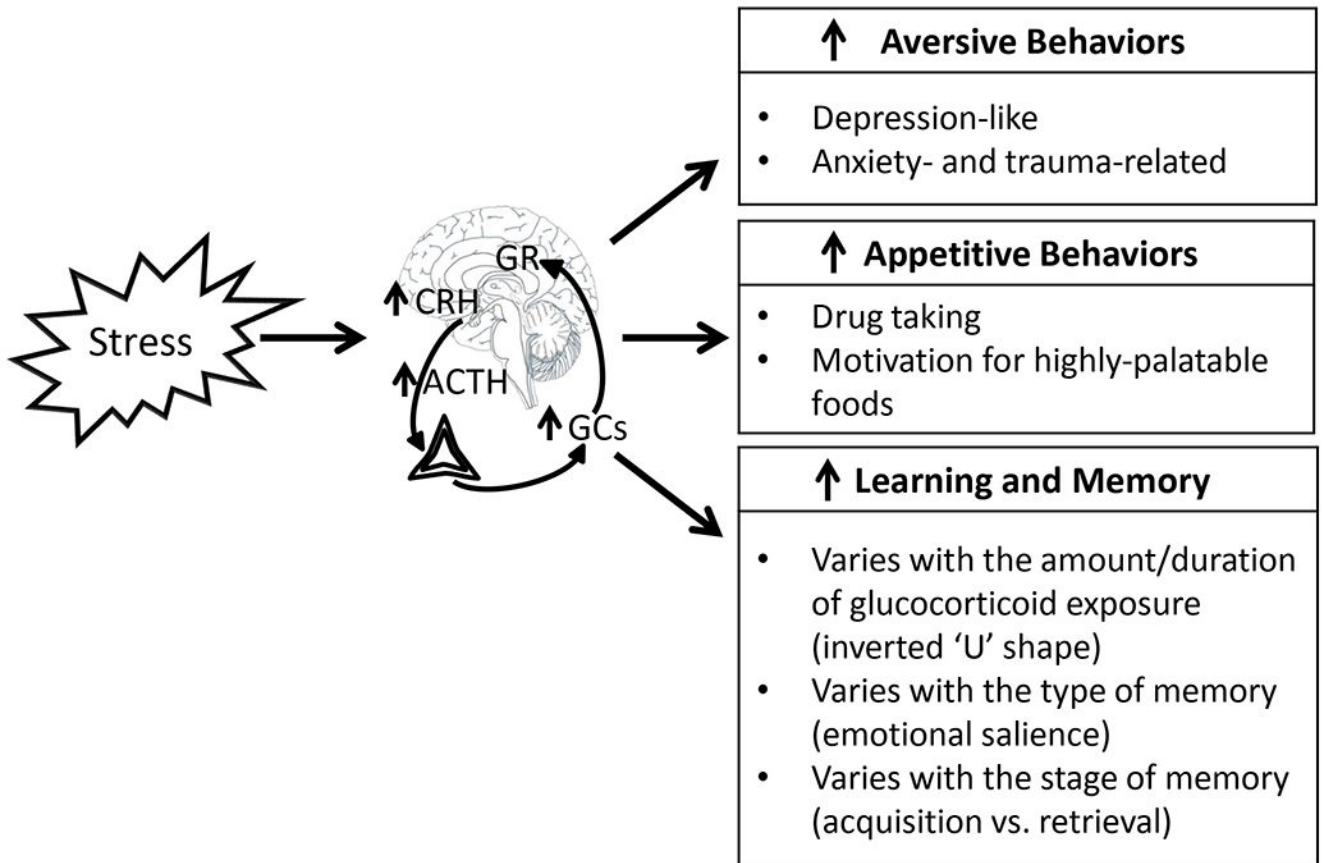 Stress
GR
↑ CRH
↑ ACTH
↑ GCs
↑ Aversive Behaviors
• Depression-like
• Anxiety- and trauma-related
↑ Appetitive Behaviors
• Drug taking
• Motivation for highly-palatable
foods
↑ Learning and Memory
• Varies with the amount/duration
of glucocorticoid exposure
(inverted ‘U’ shape)
• Varies with the type of memory
(emotional salience)
• Varies with the stage of memory
(acquisition vs. retrieval)